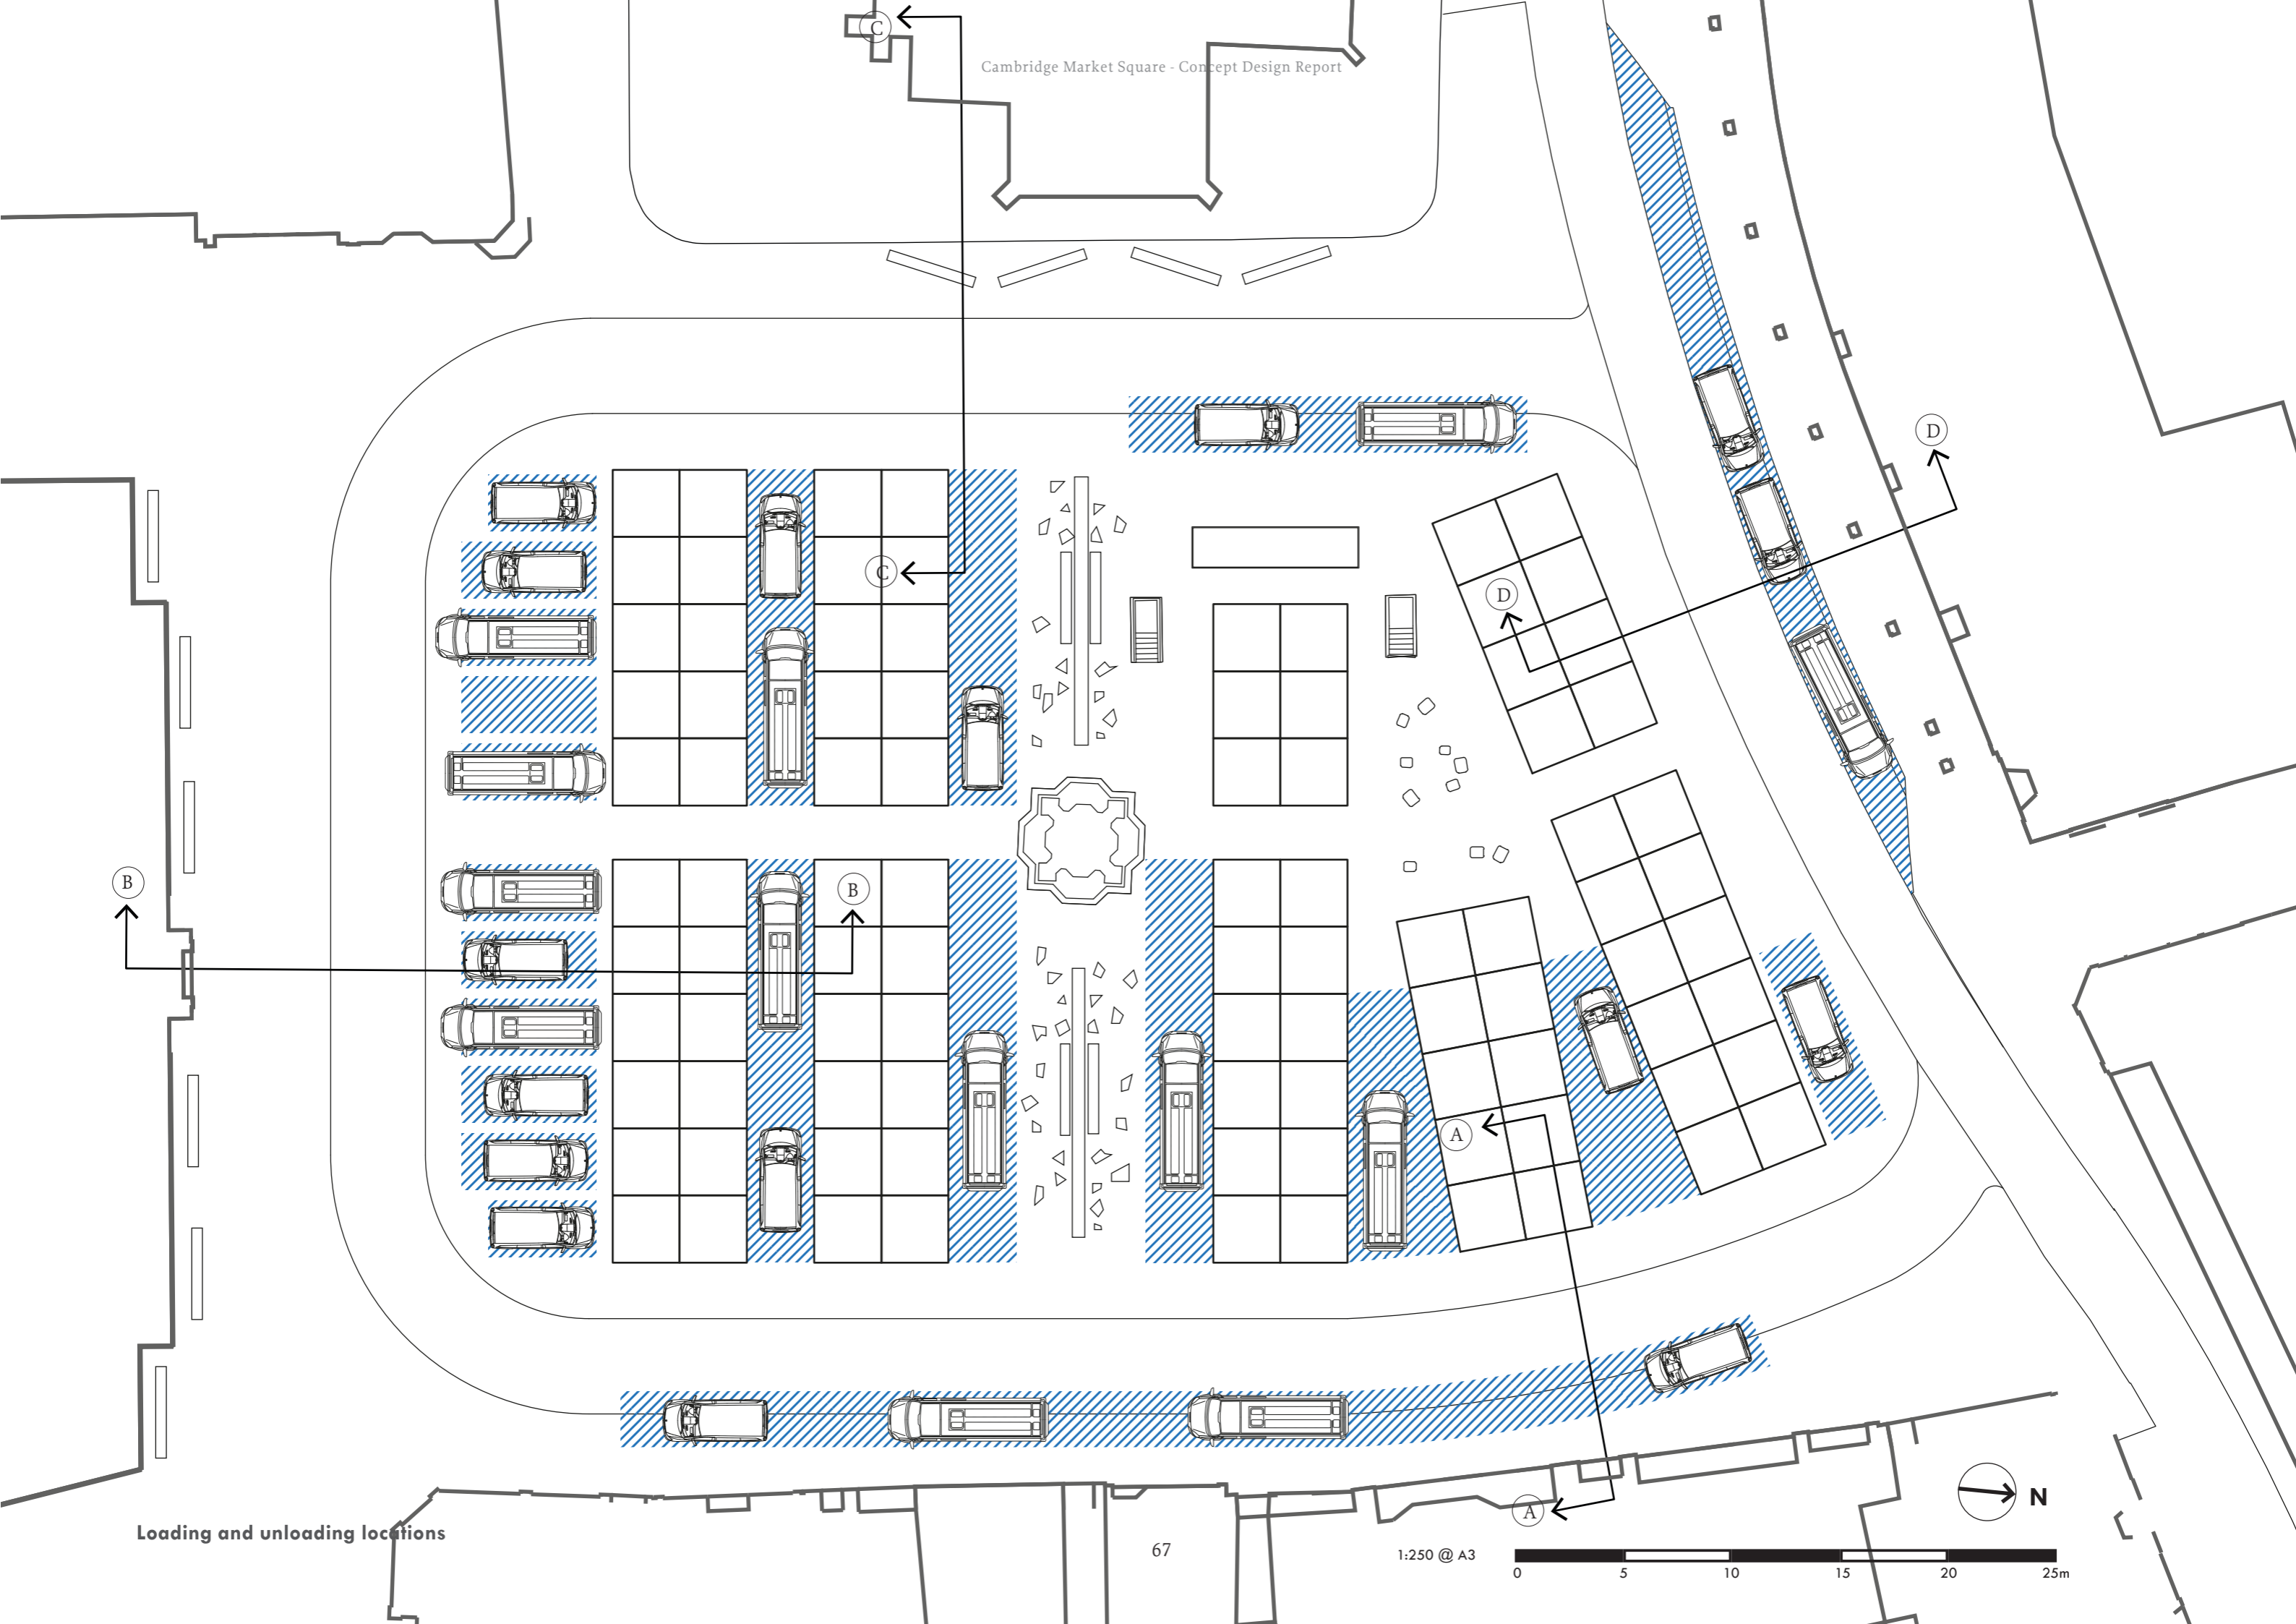 C
Cambridge Market Square - Concept Design Report
D
C
D
B
B
A
A
N
Loading and unloading locations
67
1:250 @ A3
0 5 10 15 20 25m